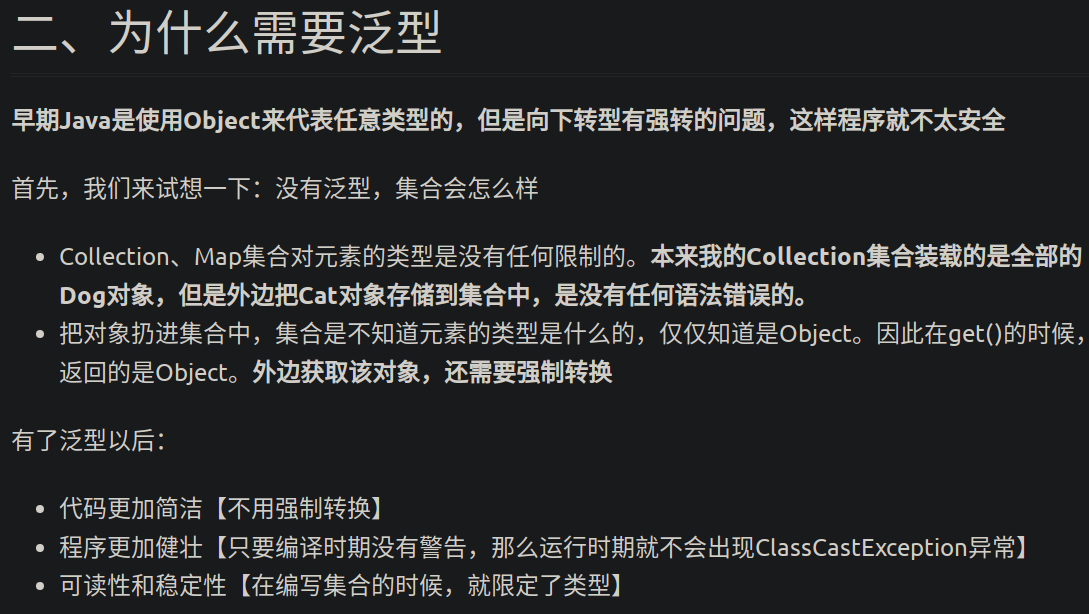 二、为什么需要泛型
早期Java是使用Object来代表任意类型的，但是向下转型有强转的问题，这样程序就不太安全
首先，我们来试想一下：没有泛型，集合会怎么样
• Collection、Map集合对元素的类型是没有任何限制的。本来我的Collection集合装载的是全部的
Dog对象，但是外边把Cat对象存储到集合中，是没有任何语法错误的。
• 把对象扔进集合中，集合是不知道元素的类型是什么的，仅仅知道是Object。因此在get()的时候，
返回的是Object。外边获取该对象，还需要强制转换
有了泛型以后：
• 代码更加简洁【不用强制转换】
• 程序更加健壮【只要编译时期没有警告，那么运行时期就不会出现ClassCastException异常】
• 可读性和稳定性【在编写集合的时候，就限定了类型】